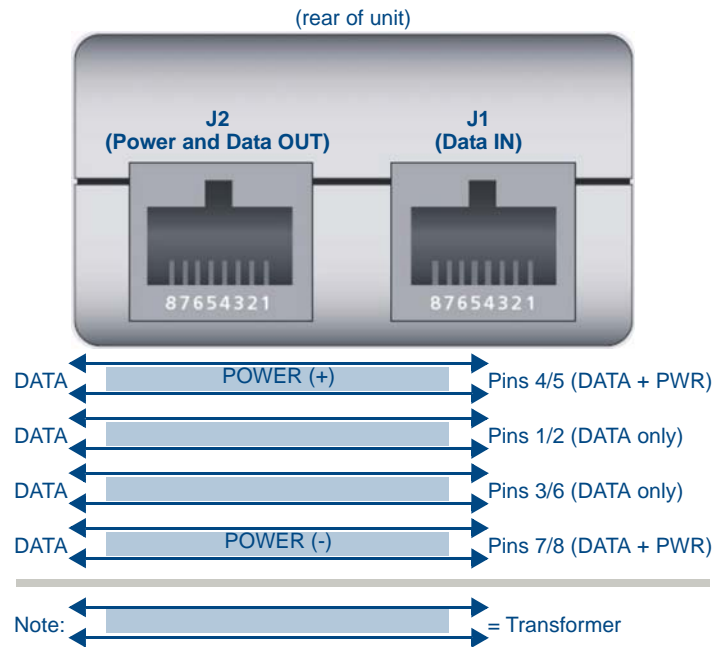 (rear of unit)
J2
(Power and Data OUT)
J1
(Data IN)
87654321
87654321
DATA
POWER (+)
Pins 4/5 (DATA + PWR)
DATA
Pins 1/2 (DATA only)
DATA
Pins 3/6 (DATA only)
DATA
POWER (-)
Pins 7/8 (DATA + PWR)
Note:
= Transformer